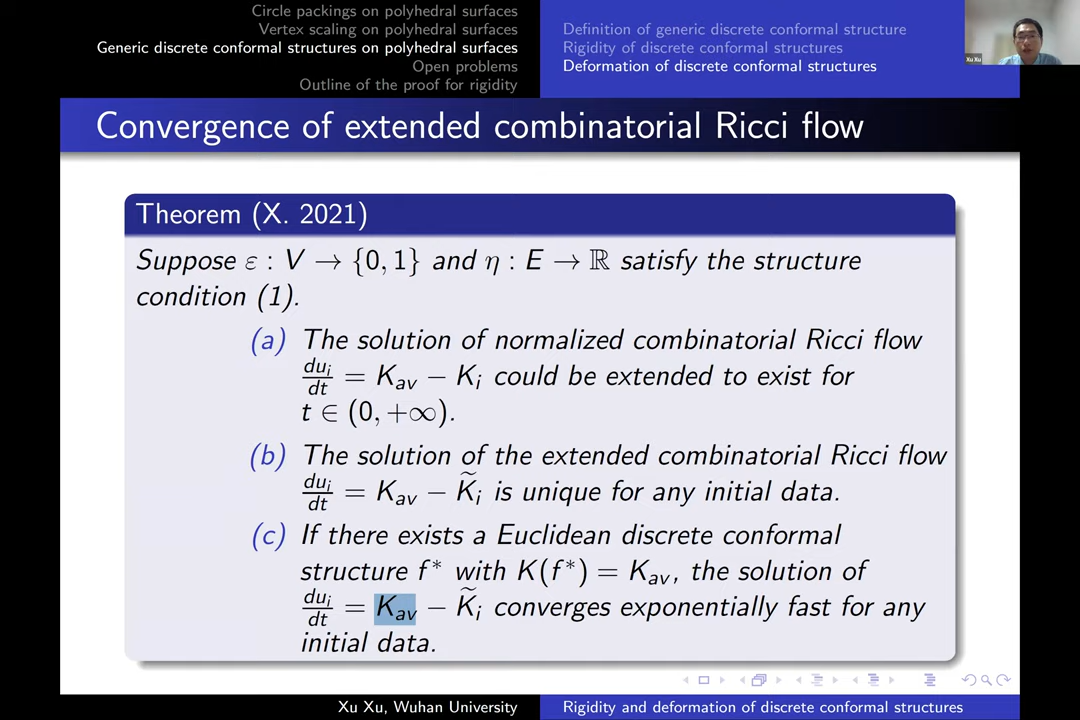 Circle packings on polyhedral surfaces
Vertex scaling on polyhedral surfaces
Generic discrete conformal structures on polyhedral surfaces
Open problems
Outline of the proof for rigidity
Definition of generic discrete conformal structure
Rigidity of discrete conformal structures
Deformation of discrete conformal structures
Xu Xu
Convergence of extended combinatorial Ricci flow
Theorem (X. 2021)
Suppose ε : V → {0, 1} and η : E → ℝ satisfy the structure
condition (1).
(a) The solution of normalized combinatorial Ricci flow
du_i/dt = K_av − K_i could be extended to exist for
t ∈ (0, +∞).
(b) The solution of the extended combinatorial Ricci flow
du_i/dt = K_av − K̃_i is unique for any initial data.
(c) If there exists a Euclidean discrete conformal
structure f* with K(f*) = K_av, the solution of
du_i/dt = K_av − K̃_i converges exponentially fast for any
initial data.
Xu Xu, Wuhan University
Rigidity and deformation of discrete conformal structures